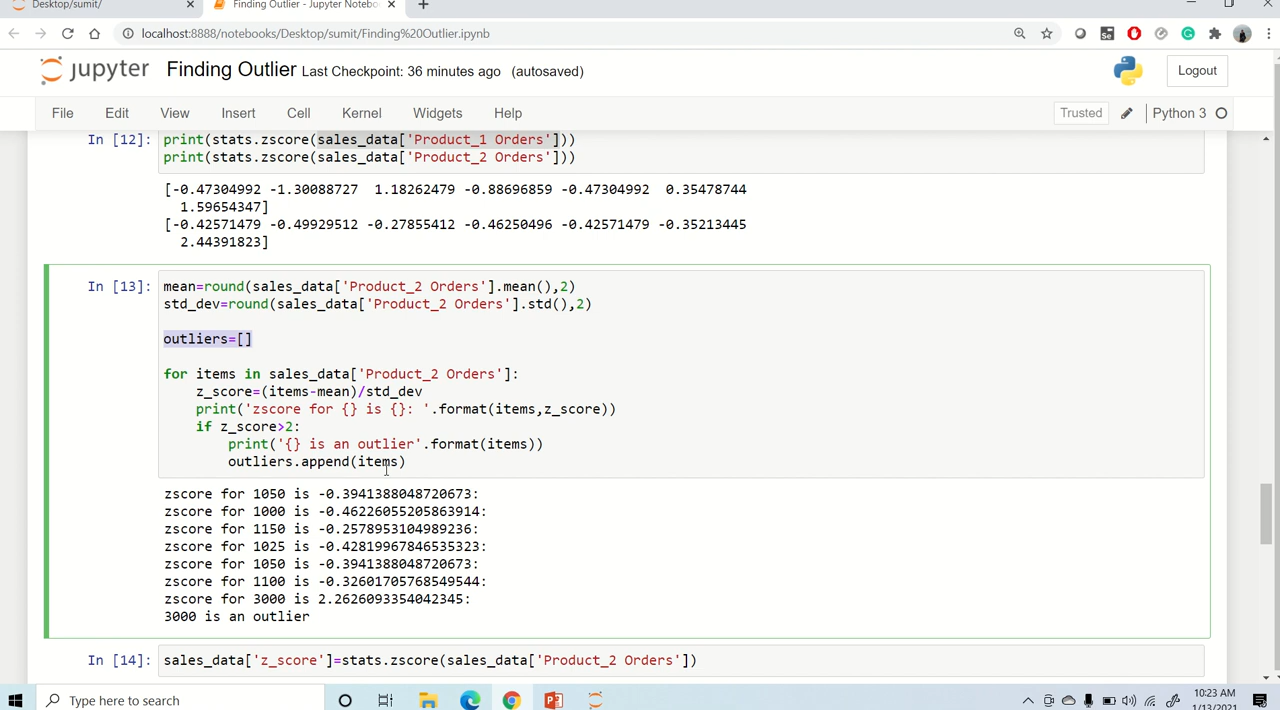 Desktop/sumit/
Finding Outlier - Jupyter Noteboo
localhost:8888/notebooks/Desktop/sumit/Finding%20Outlier.ipynb
jupyter Finding Outlier Last Checkpoint: 36 minutes ago (autosaved)
Logout
File Edit View Insert Cell Kernel Widgets Help
Trusted Python 3
In [12]: print(stats.zscore(sales_data['Product_1 Orders']))
print(stats.zscore(sales_data['Product_2 Orders']))
[-0.47304992 -1.30088727 1.18262479 -0.88696859 -0.47304992 0.35478744
1.59654347]
[-0.42571479 -0.49929512 -0.27855412 -0.46250496 -0.42571479 -0.35213445
2.44391823]
In [13]: mean=round(sales_data['Product_2 Orders'].mean(),2)
std_dev=round(sales_data['Product_2 Orders'].std(),2)
outliers=[]
for items in sales_data['Product_2 Orders']:
z_score=(items-mean)/std_dev
print('zscore for {} is {}: '.format(items,z_score))
if z_score>2:
print('{} is an outlier'.format(items))
outliers.append(items)
zscore for 1050 is -0.3941388048720673:
zscore for 1000 is -0.46226055205863914:
zscore for 1150 is -0.2578953104989236:
zscore for 1025 is -0.42819967846535323:
zscore for 1050 is -0.3941388048720673:
zscore for 1100 is -0.32601705768549544:
zscore for 3000 is 2.2626093354042345:
3000 is an outlier
In [14]: sales_data['z_score']=stats.zscore(sales_data['Product_2 Orders'])
Type here to search
10:23 AM
1/13/2021